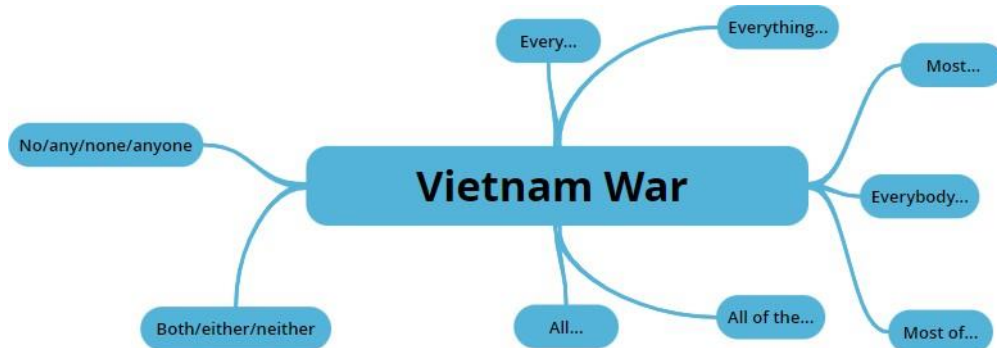 Everything...
Every...
Most...
No/any/none/anyone
Vietnam War
Everybody...
Both/either/neither
All...
All of the...
Most of...